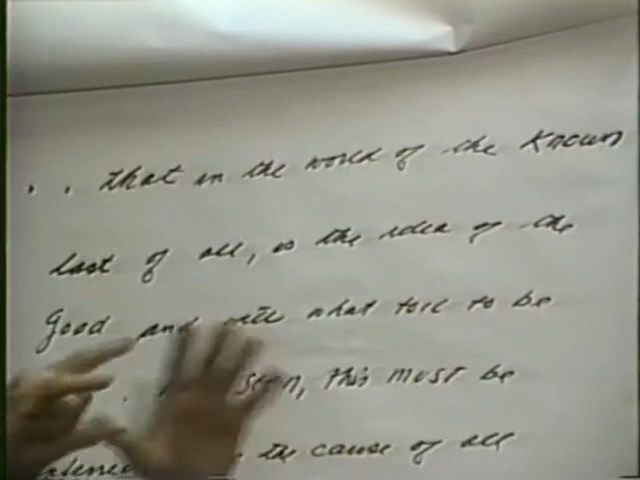 . . that in the world of the Known
last of all, is the idea of the
Good and what toil to be
. seen, this must be
the cause of all